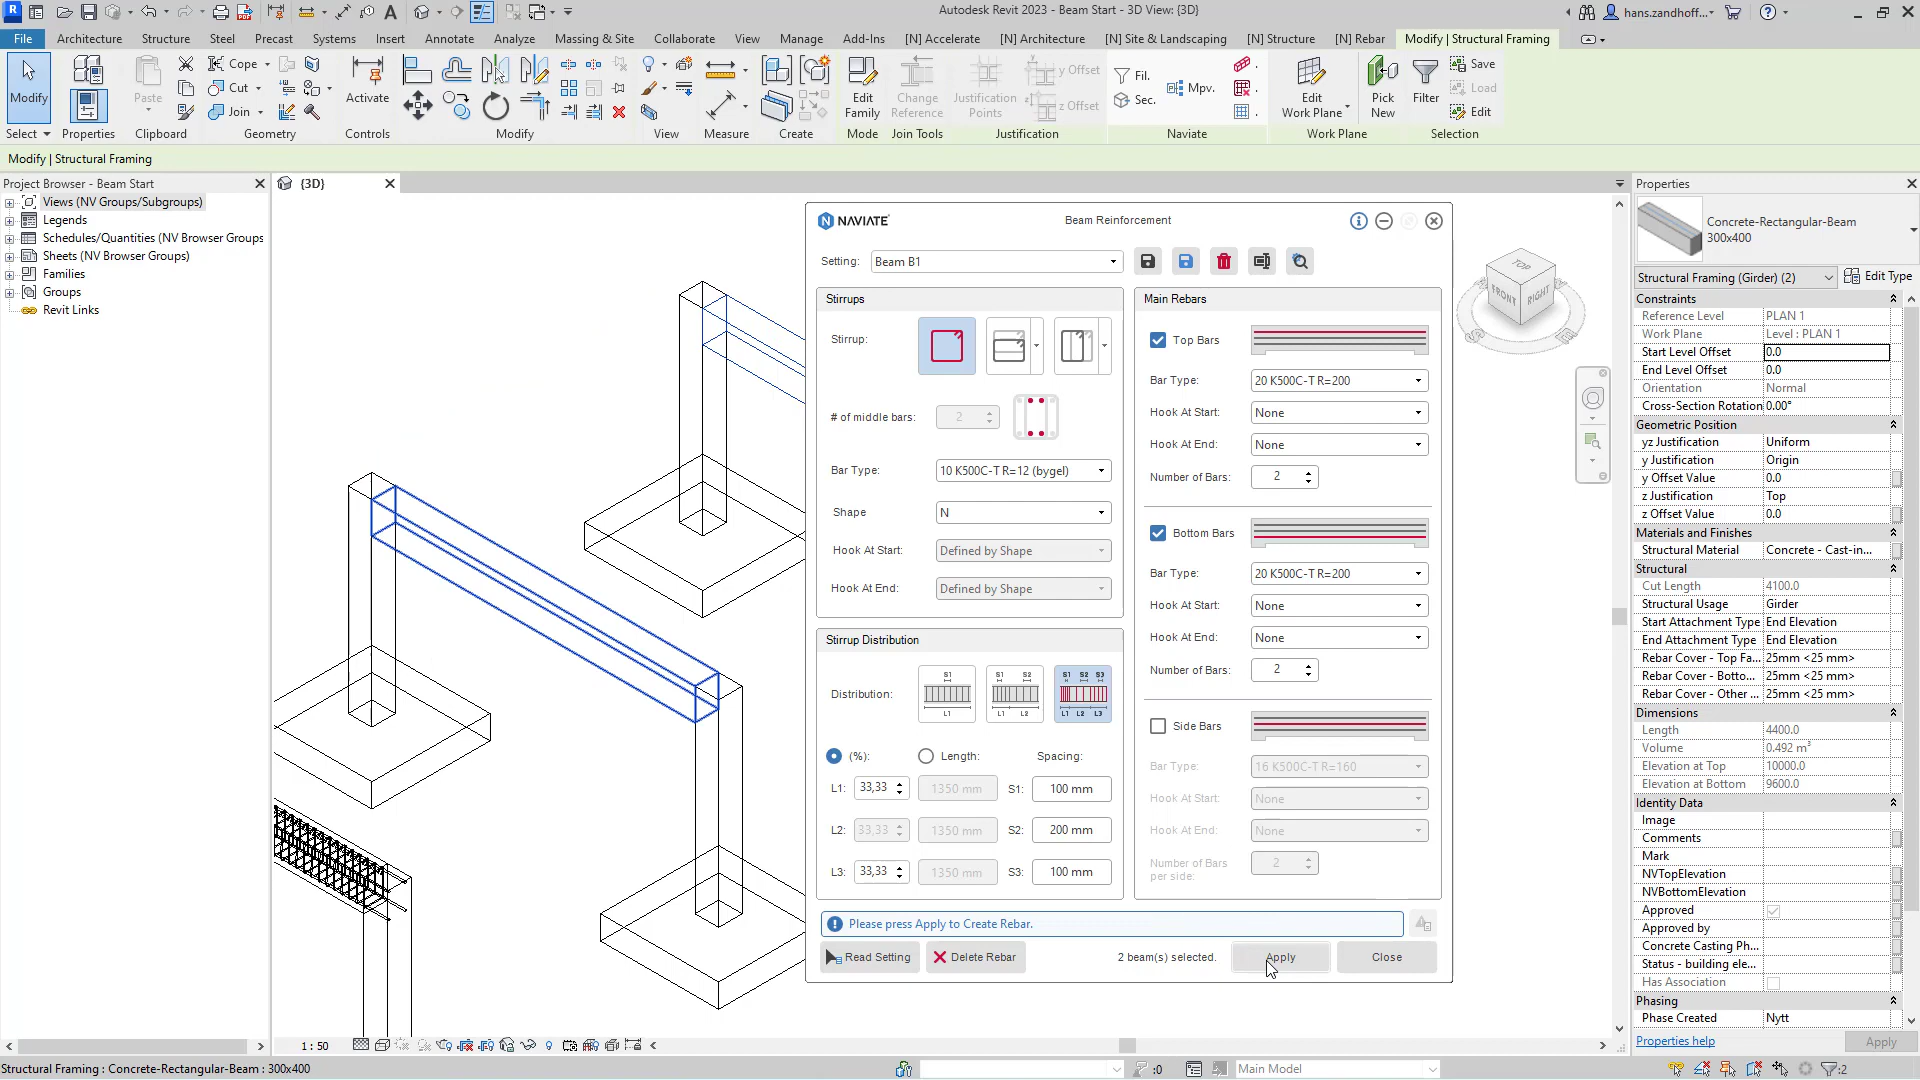 Autodesk Revit 2023 - Beam Start - 3D View: {3D}
hans.zandhoff...
File Architecture Structure Steel Precast Systems Insert Annotate Analyze Massing & Site Collaborate View Manage Add-Ins [N] Accelerate [N] Architecture [N] Site & Landscaping [N] Structure [N] Rebar Modify | Structural Framing
Modify Paste Cope Cut Join Activate
Edit Family Change Reference Justification Points y Offset z Offset
Fil. Sec. Mpv. Edit Work Plane Pick New Filter Save Load Edit
Select Properties Clipboard Geometry Controls Modify View Measure Create Mode Join Tools Justification Naviate Work Plane Selection
Modify | Structural Framing
Project Browser - Beam Start
Views (NV Groups/Subgroups)
Legends
Schedules/Quantities (NV Browser Groups
Sheets (NV Browser Groups)
Families
Groups
Revit Links
{3D}
NAVIATE
Beam Reinforcement
Setting: Beam B1
Stirrups
Stirrup:
# of middle bars: 2
Bar Type: 10 K500C-T R=12 (bygel)
Shape N
Hook At Start: Defined by Shape
Hook At End: Defined by Shape
Stirrup Distribution
Distribution:
S1 L1
S1 S2 L1 L2
S1 S2 S3 L1 L2 L3
(%): Length: Spacing:
L1: 33,33 1350 mm S1: 100 mm
L2: 33,33 1350 mm S2: 200 mm
L3: 33,33 1350 mm S3: 100 mm
Main Rebars
Top Bars
Bar Type: 20 K500C-T R=200
Hook At Start: None
Hook At End: None
Number of Bars: 2
Bottom Bars
Bar Type: 20 K500C-T R=200
Hook At Start: None
Hook At End: None
Number of Bars: 2
Side Bars
Bar Type: 16 K500C-T R=160
Hook At Start: None
Hook At End: None
Number of Bars per side: 2
Please press Apply to Create Rebar.
Read Setting Delete Rebar 2 beam(s) selected. Apply Close
TOP
FRONT RIGHT
Properties
Concrete-Rectangular-Beam
300x400
Structural Framing (Girder) (2) Edit Type
Constraints
Reference Level PLAN 1
Work Plane Level : PLAN 1
Start Level Offset 0.0
End Level Offset 0.0
Orientation Normal
Cross-Section Rotation 0.00°
Geometric Position
yz Justification Uniform
y Justification Origin
y Offset Value 0.0
z Justification Top
z Offset Value 0.0
Materials and Finishes
Structural Material Concrete - Cast-in...
Structural
Cut Length 4100.0
Structural Usage Girder
Start Attachment Type End Elevation
End Attachment Type End Elevation
Rebar Cover - Top Fa... 25mm <25 mm>
Rebar Cover - Botto... 25mm <25 mm>
Rebar Cover - Other ... 25mm <25 mm>
Dimensions
Length 4400.0
Volume 0.492 m³
Elevation at Top 10000.0
Elevation at Bottom 9600.0
Identity Data
Image
Comments
Mark
NVTopElevation
NVBottomElevation
Approved
Approved by
Concrete Casting Ph...
Status - building ele...
Has Association
Phasing
Phase Created Nytt
Properties help Apply
1 : 50
Structural Framing : Concrete-Rectangular-Beam : 300x400
:0
Main Model
:2